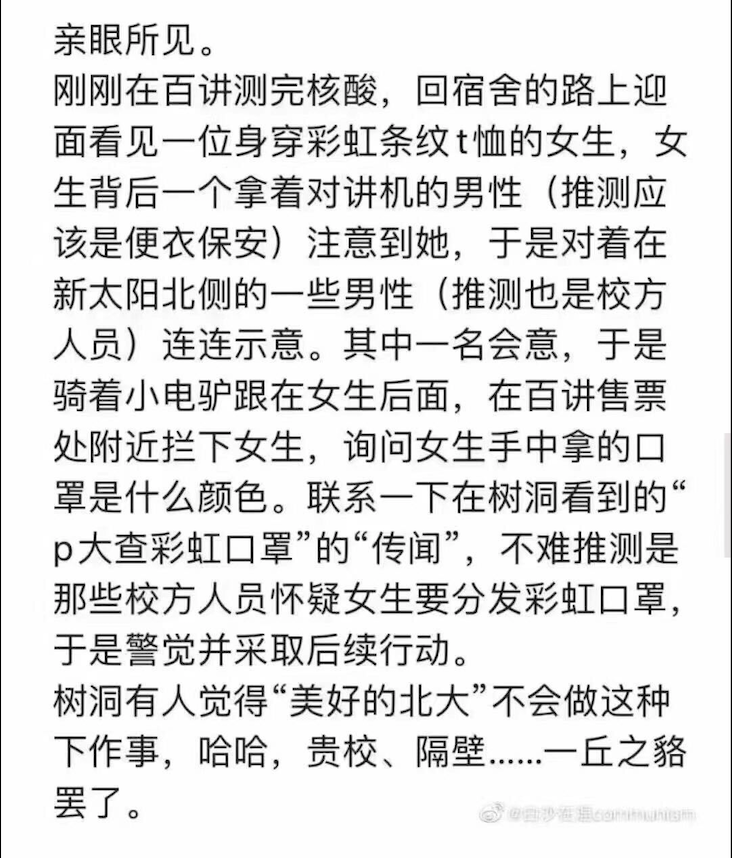 亲眼所见。
刚刚在百讲测完核酸，回宿舍的路上迎
面看见一位身穿彩虹条纹t恤的女生，女
生背后一个拿着对讲机的男性（推测应
该是便衣保安）注意到她，于是对着在
新太阳北侧的一些男性（推测也是校方
人员）连连示意。其中一名会意，于是
骑着小电驴跟在女生后面，在百讲售票
处附近拦下女生，询问女生手中拿的口
罩是什么颜色。联系一下在树洞看到的“
p大查彩虹口罩”的“传闻”，不难推测是
那些校方人员怀疑女生要分发彩虹口罩，
于是警觉并采取后续行动。
树洞有人觉得“美好的北大”不会做这种
下作事，哈哈，贵校、隔壁……一丘之貉
罢了。